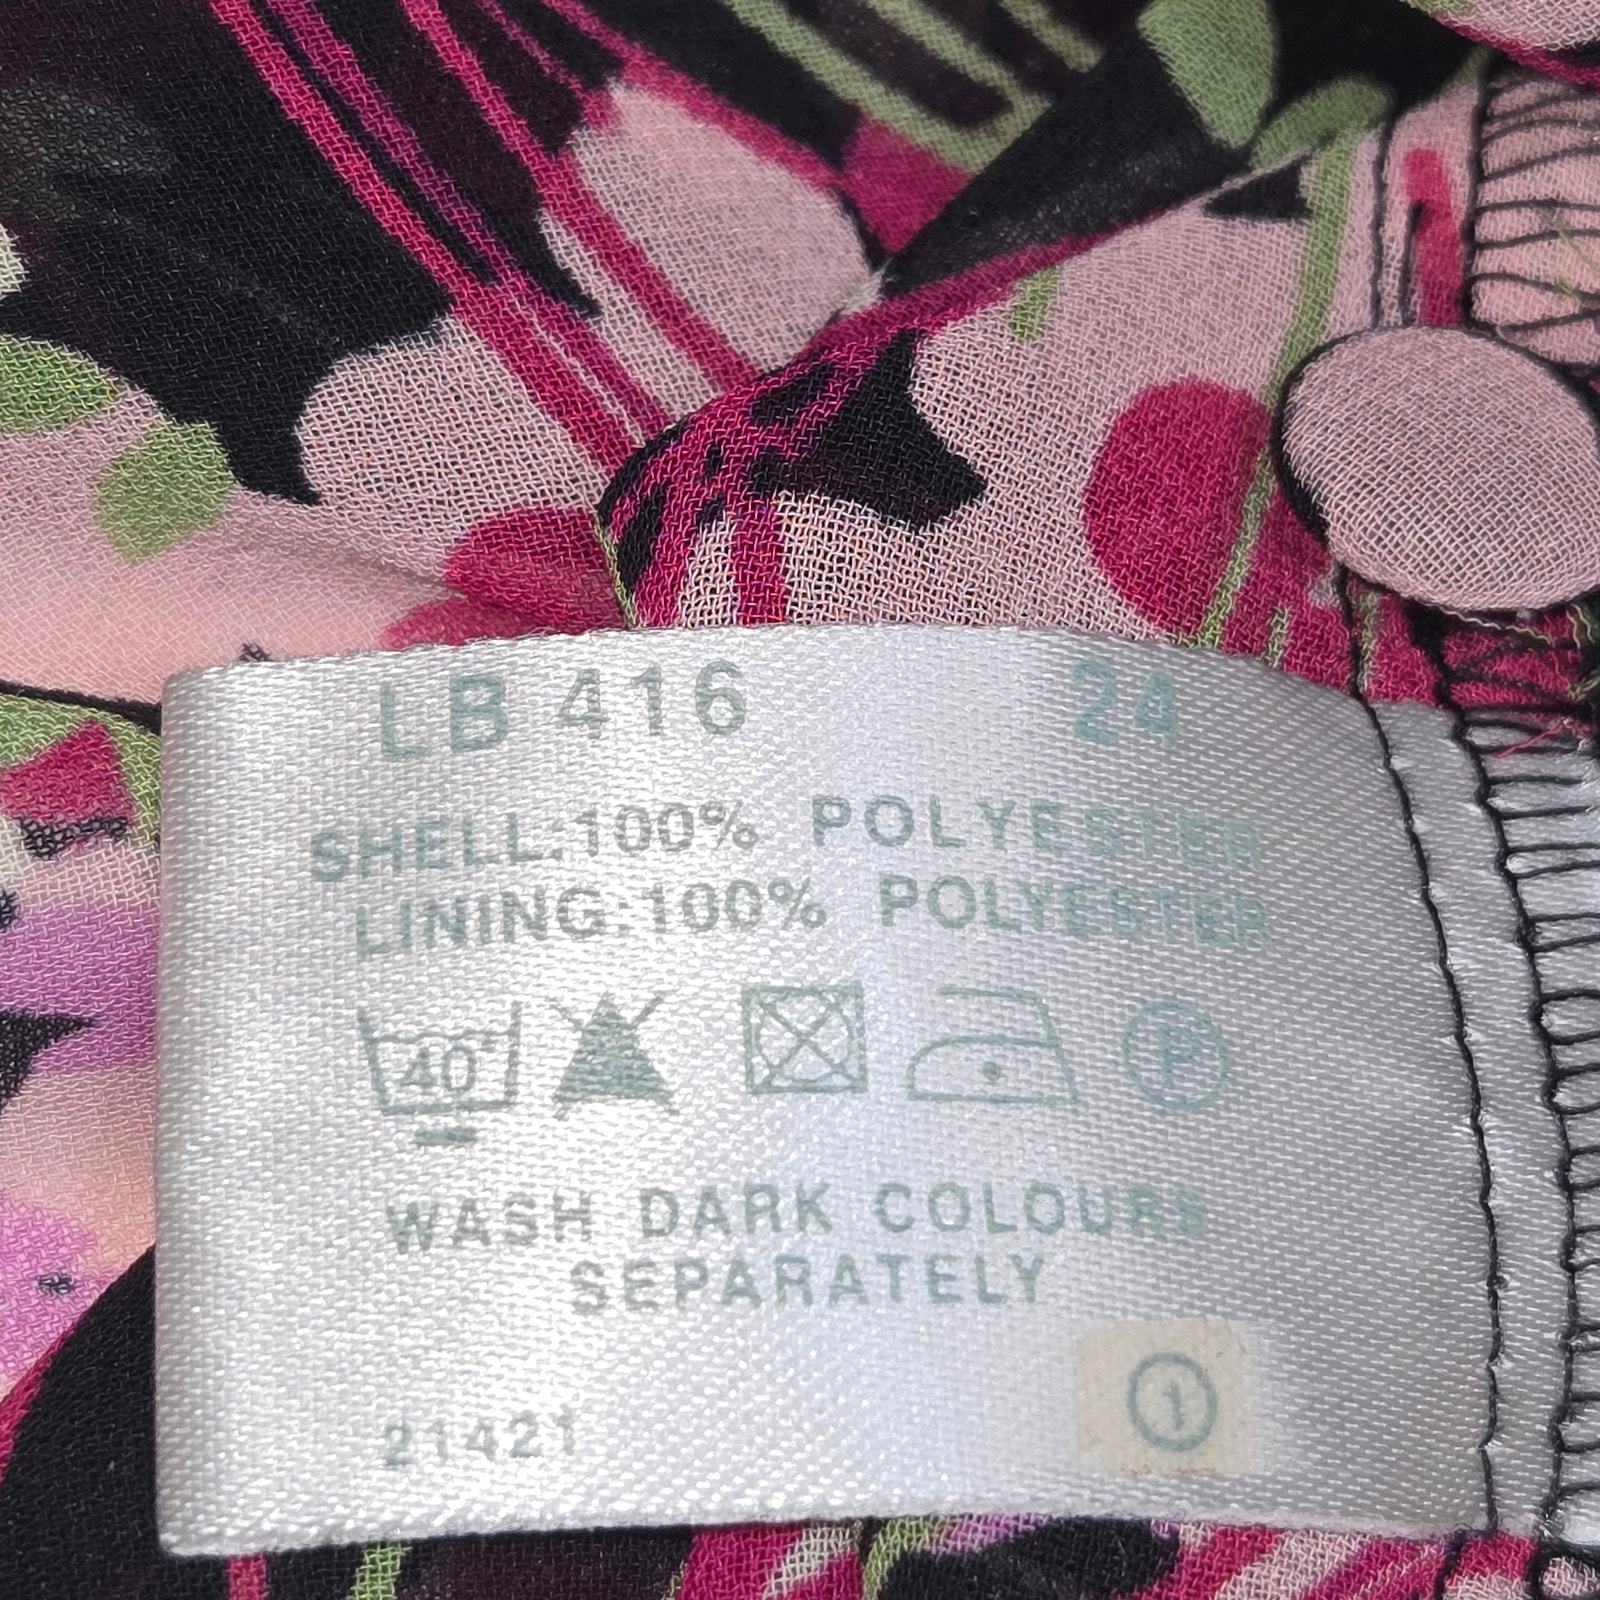 LB 416 24
SHELL:100% POLYESTER
LINING:100% POLYESTER
40° P
WASH DARK COLOURS
SEPARATELY
1
21421